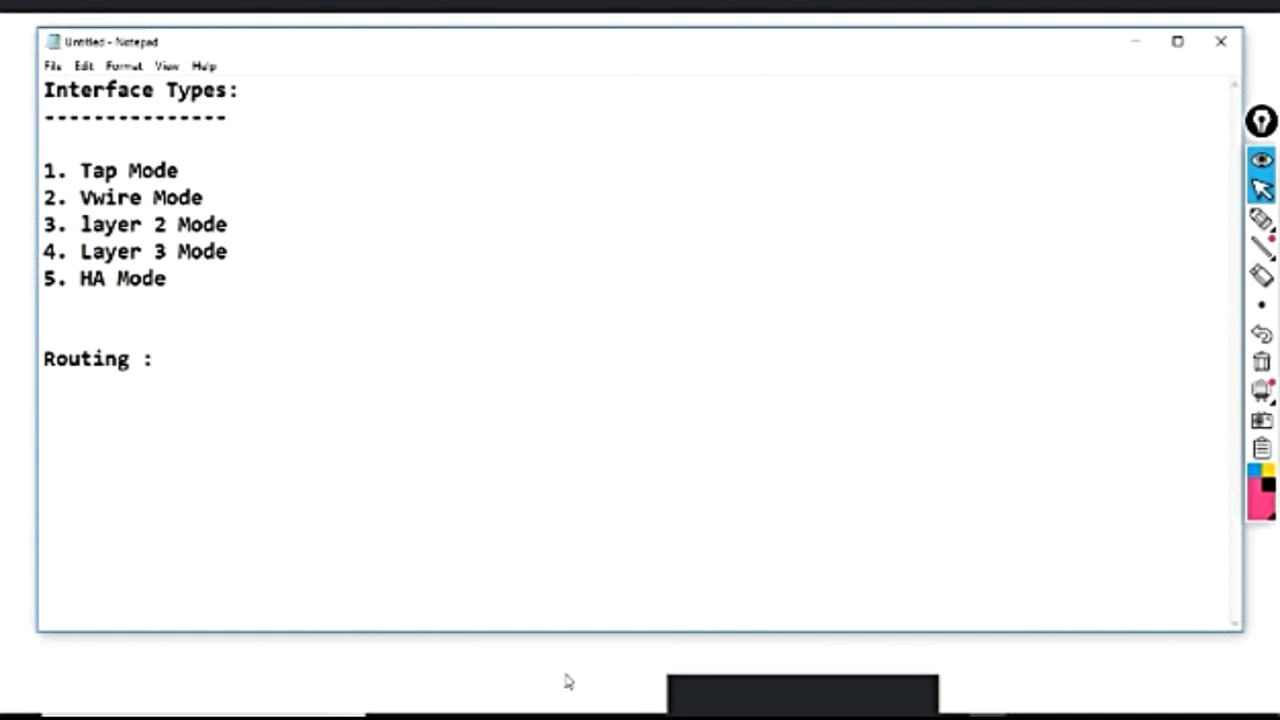 Untitled - Notepad
File Edit Format View Help
Interface Types:
---------------
1. Tap Mode
2. Vwire Mode
3. layer 2 Mode
4. Layer 3 Mode
5. HA Mode
Routing :